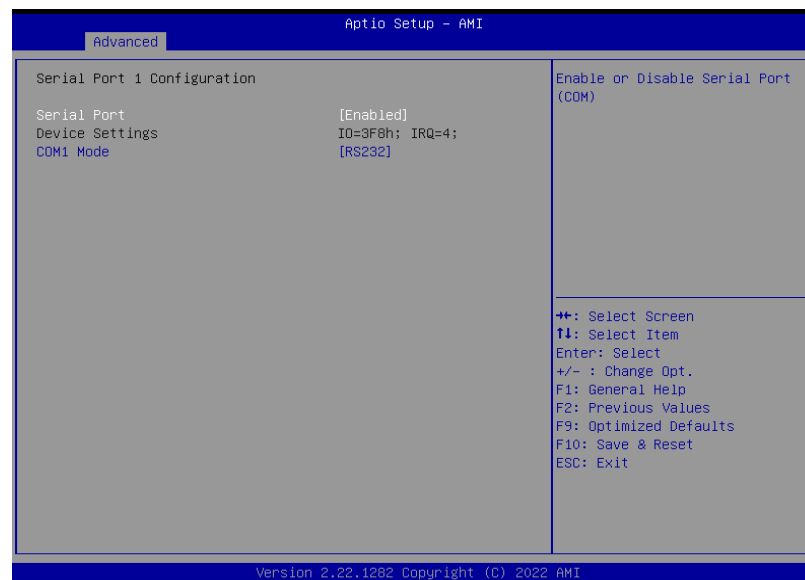 Aptio Setup – AMI
Advanced
Serial Port 1 Configuration
Serial Port [Enabled]
Device Settings IO=3F8h; IRQ=4;
COM1 Mode [RS232]
Enable or Disable Serial Port
(COM)
→←: Select Screen
↑↓: Select Item
Enter: Select
+/- : Change Opt.
F1: General Help
F2: Previous Values
F9: Optimized Defaults
F10: Save & Reset
ESC: Exit
Version 2.22.1282 Copyright (C) 2022 AMI